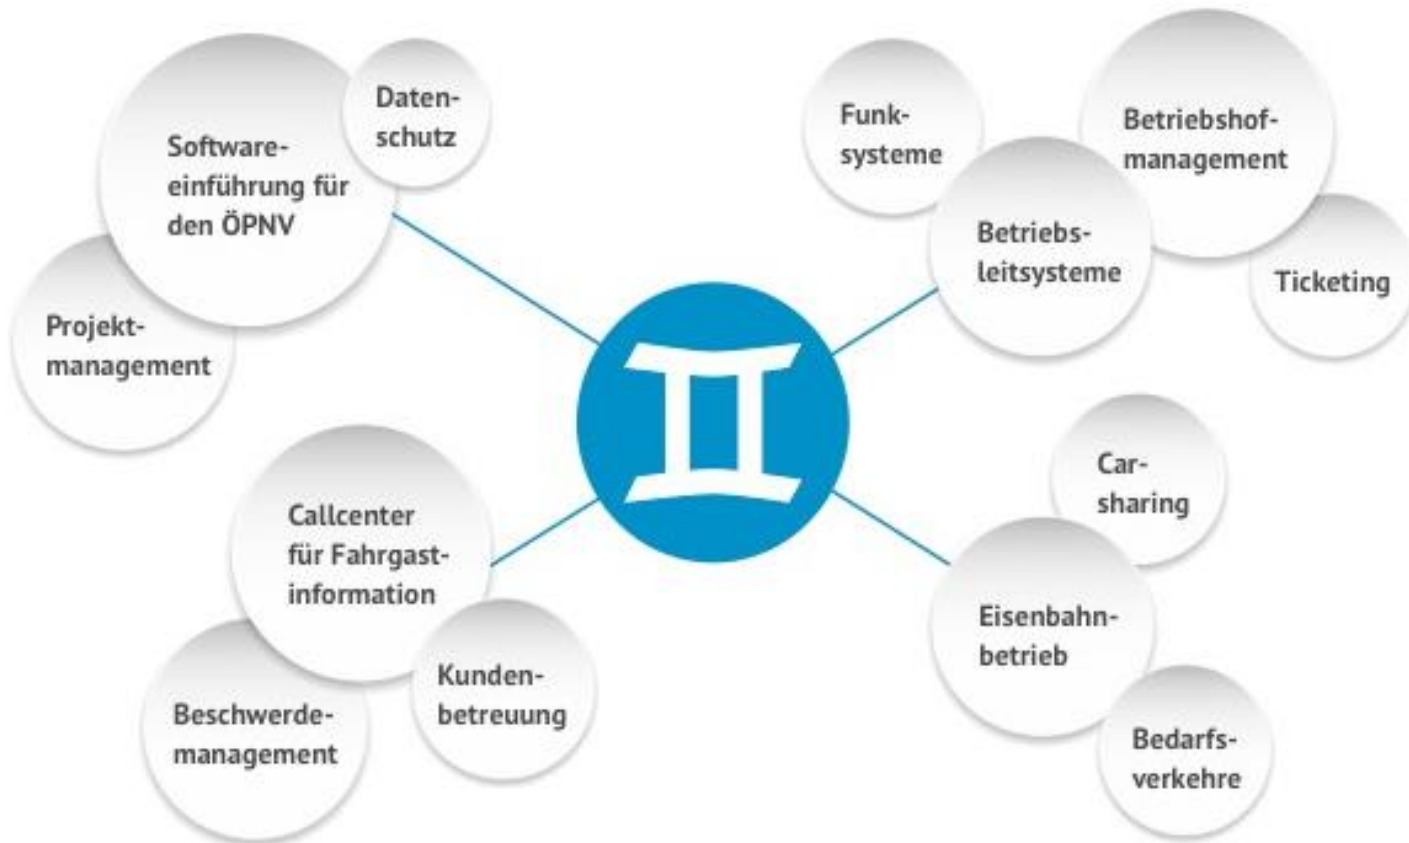 Software-
einführung für
den ÖPNV
Daten-
schutz
Projekt-
management
Funk-
systeme
Betriebs-
leitsysteme
Betriebshof-
management
Ticketing
Callcenter
für Fahrgast-
information
Beschwerde-
management
Kunden-
betreuung
Car-
sharing
Eisenbahn-
betrieb
Bedarfs-
verkehre